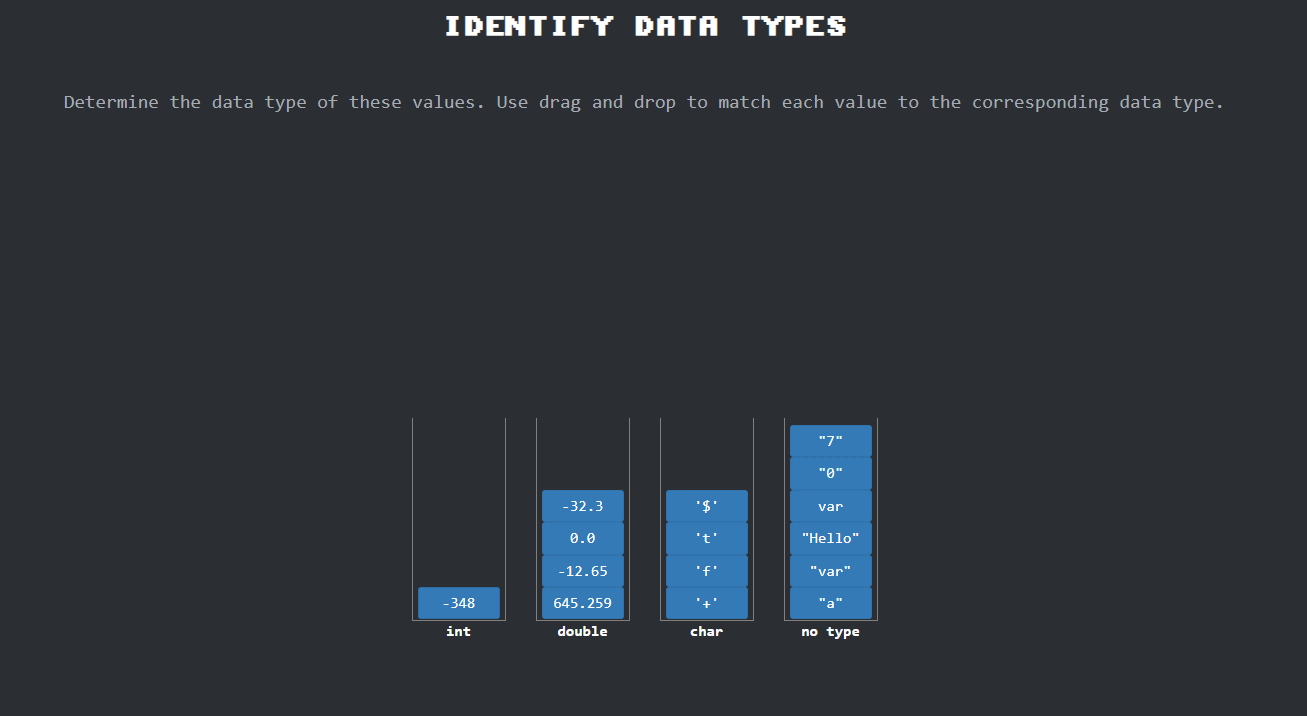 IDENTIFY DATA TYPES
Determine the data type of these values. Use drag and drop to match each value to the corresponding data type.
-348
int
-32.3
0.0
-12.65
645.259
double
'$'
't'
'f'
'+'
char
"7"
"0"
var
"Hello"
"var"
"a"
no type